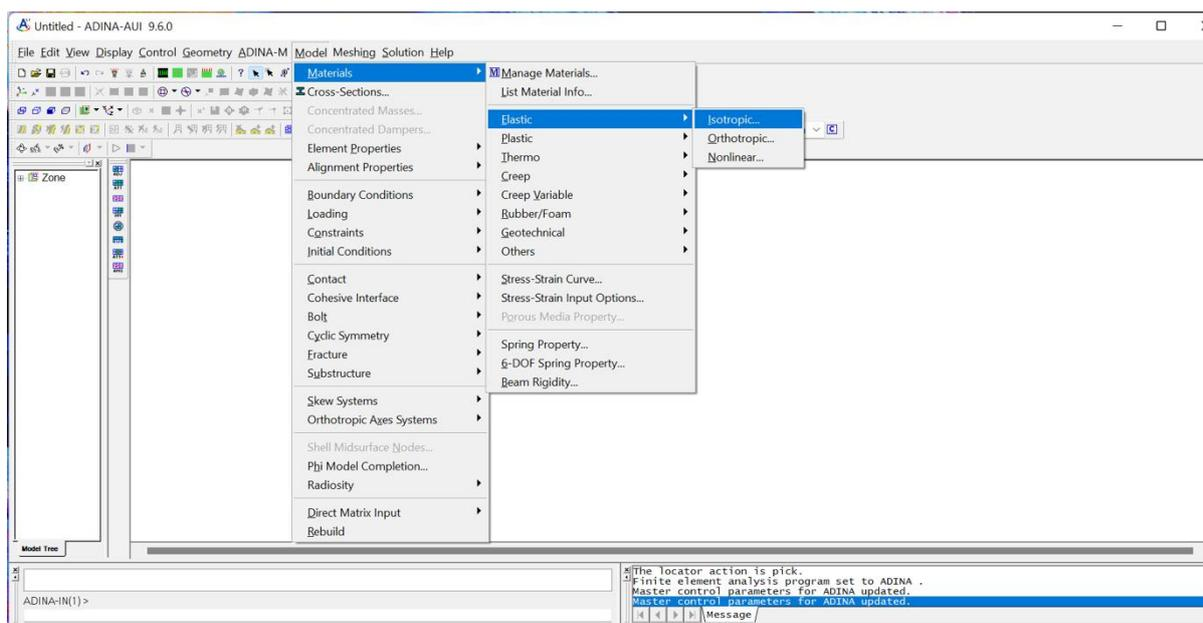 Untitled - ADINA-AUI 9.6.0
File Edit View Display Control Geometry ADINA-M Model Meshing Solution Help
Materials
Cross-Sections...
Concentrated Masses...
Concentrated Dampers...
Element Properties
Alignment Properties
Boundary Conditions
Loading
Constraints
Initial Conditions
Contact
Cohesive Interface
Bolt
Cyclic Symmetry
Fracture
Substructure
Skew Systems
Orthotropic Axes Systems
Shell Midsurface Nodes...
Phi Model Completion...
Radiosity
Direct Matrix Input
Rebuild
M Manage Materials...
List Material Info...
Elastic
Plastic
Thermo
Creep
Creep Variable
Rubber/Foam
Geotechnical
Others
Stress-Strain Curve...
Stress-Strain Input Options...
Porous Media Property...
Spring Property...
6-DOF Spring Property...
Beam Rigidity...
Isotropic...
Orthotropic...
Nonlinear...
Zone
Model Tree
ADINA-IN(1) >
The locator action is pick.
Finite element analysis program set to ADINA .
Master control parameters for ADINA updated.
Master control parameters for ADINA updated.
Message